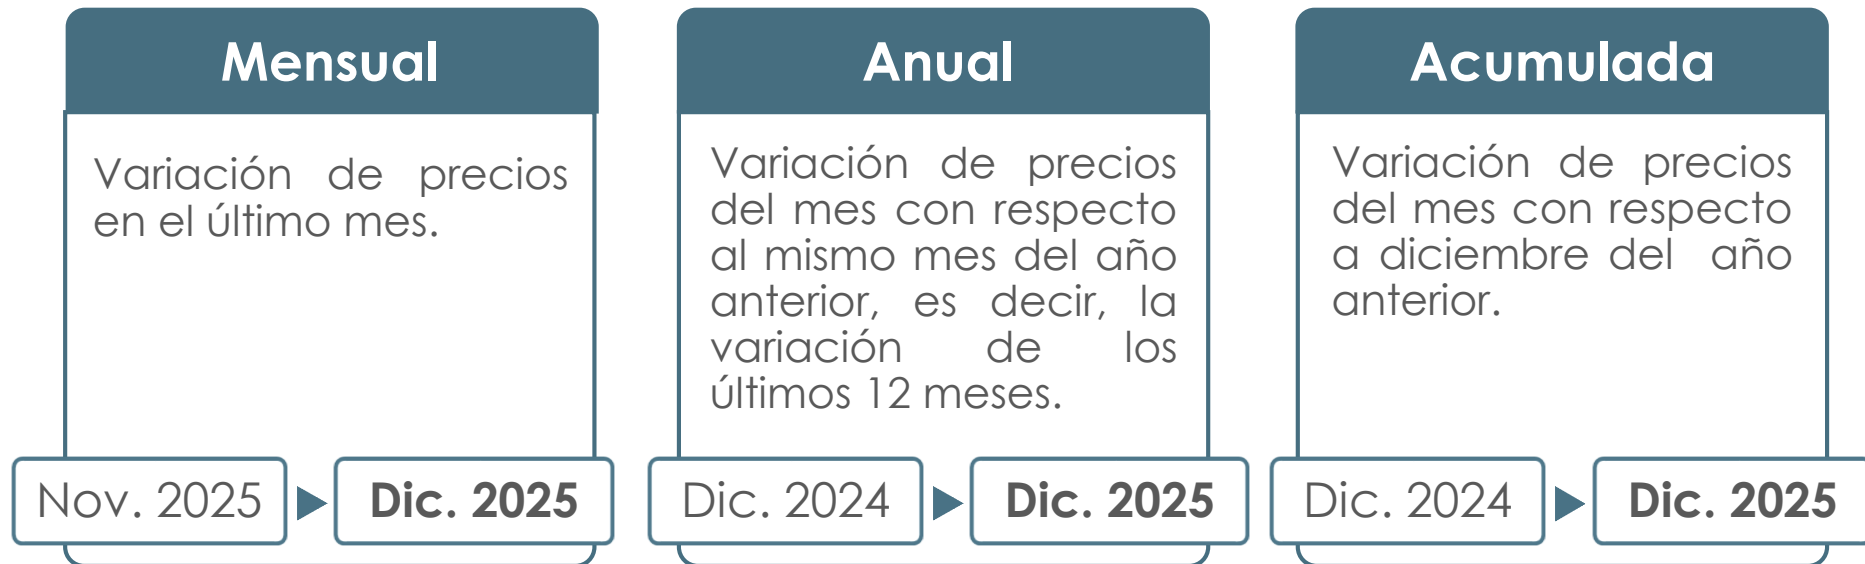 Mensual
Variación de precios
en el último mes.
Nov. 2025
Dic. 2025
Anual
Variación de precios
del mes con respecto
al mismo mes del año
anterior, es decir, la
variación de los
últimos 12 meses.
Dic. 2024
Dic. 2025
Acumulada
Variación de precios
del mes con respecto
a diciembre del año
anterior.
Dic. 2024
Dic. 2025